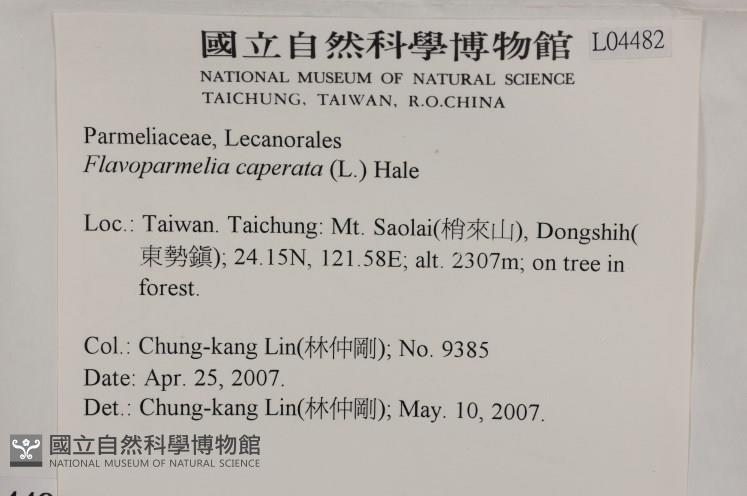 國立自然科學博物館 L04482
NATIONAL MUSEUM OF NATURAL SCIENCE
TAICHUNG, TAIWAN, R.O.CHINA
Parmeliaceae, Lecanorales
Flavoparmelia caperata (L.) Hale
Loc.: Taiwan. Taichung: Mt. Saolai(梢來山), Dongshih(
東勢鎭); 24.15N, 121.58E; alt. 2307m; on tree in
forest.
Col.: Chung-kang Lin(林仲剛); No. 9385
Date: Apr. 25, 2007.
Det.: Chung-kang Lin(林仲剛); May. 10, 2007.
國立自然科學博物館
NATIONAL MUSEUM OF NATURAL SCIENCE